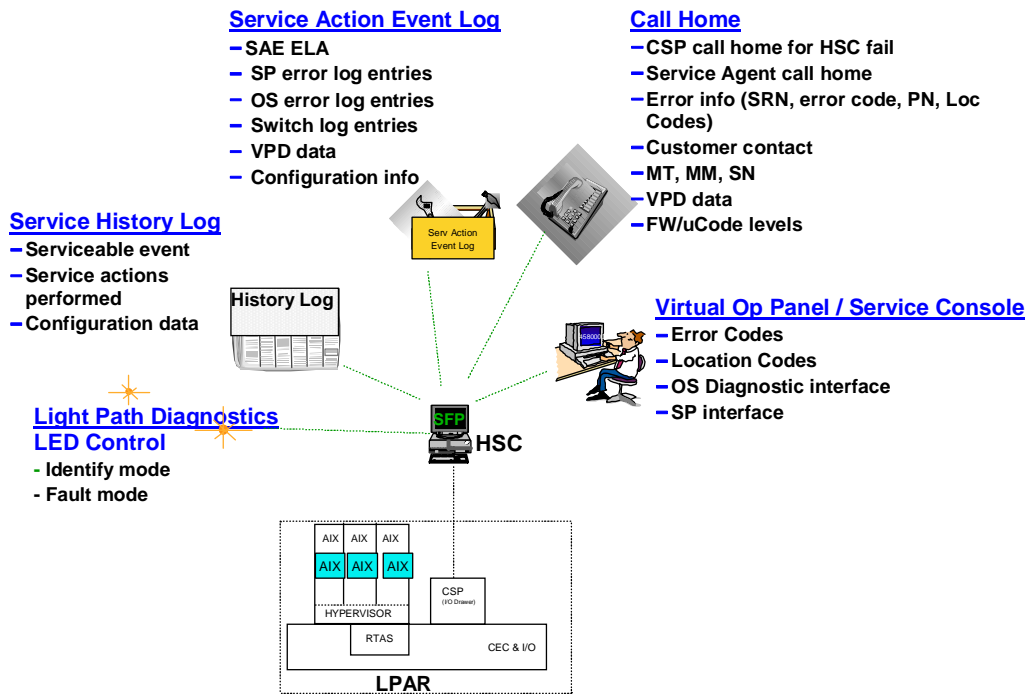 Service Action Event Log
– SAE ELA
– SP error log entries
– OS error log entries
– Switch log entries
– VPD data
– Configuration info
Serv Action
Event Log
Call Home
– CSP call home for HSC fail
– Service Agent call home
– Error info (SRN, error code, PN, Loc
Codes)
– Customer contact
– MT, MM, SN
– VPD data
– FW/uCode levels
Service History Log
– Serviceable event
– Service actions
performed
– Configuration data
History Log
Virtual Op Panel / Service Console
– Error Codes
– Location Codes
– OS Diagnostic interface
– SP interface
458000
Light Path Diagnostics
LED Control
- Identify mode
- Fault mode
SFP
HSC
AIX AIX AIX
AIX AIX AIX
HYPERVISOR
CSP
(I/O Drawer)
RTAS
CEC & I/O
LPAR